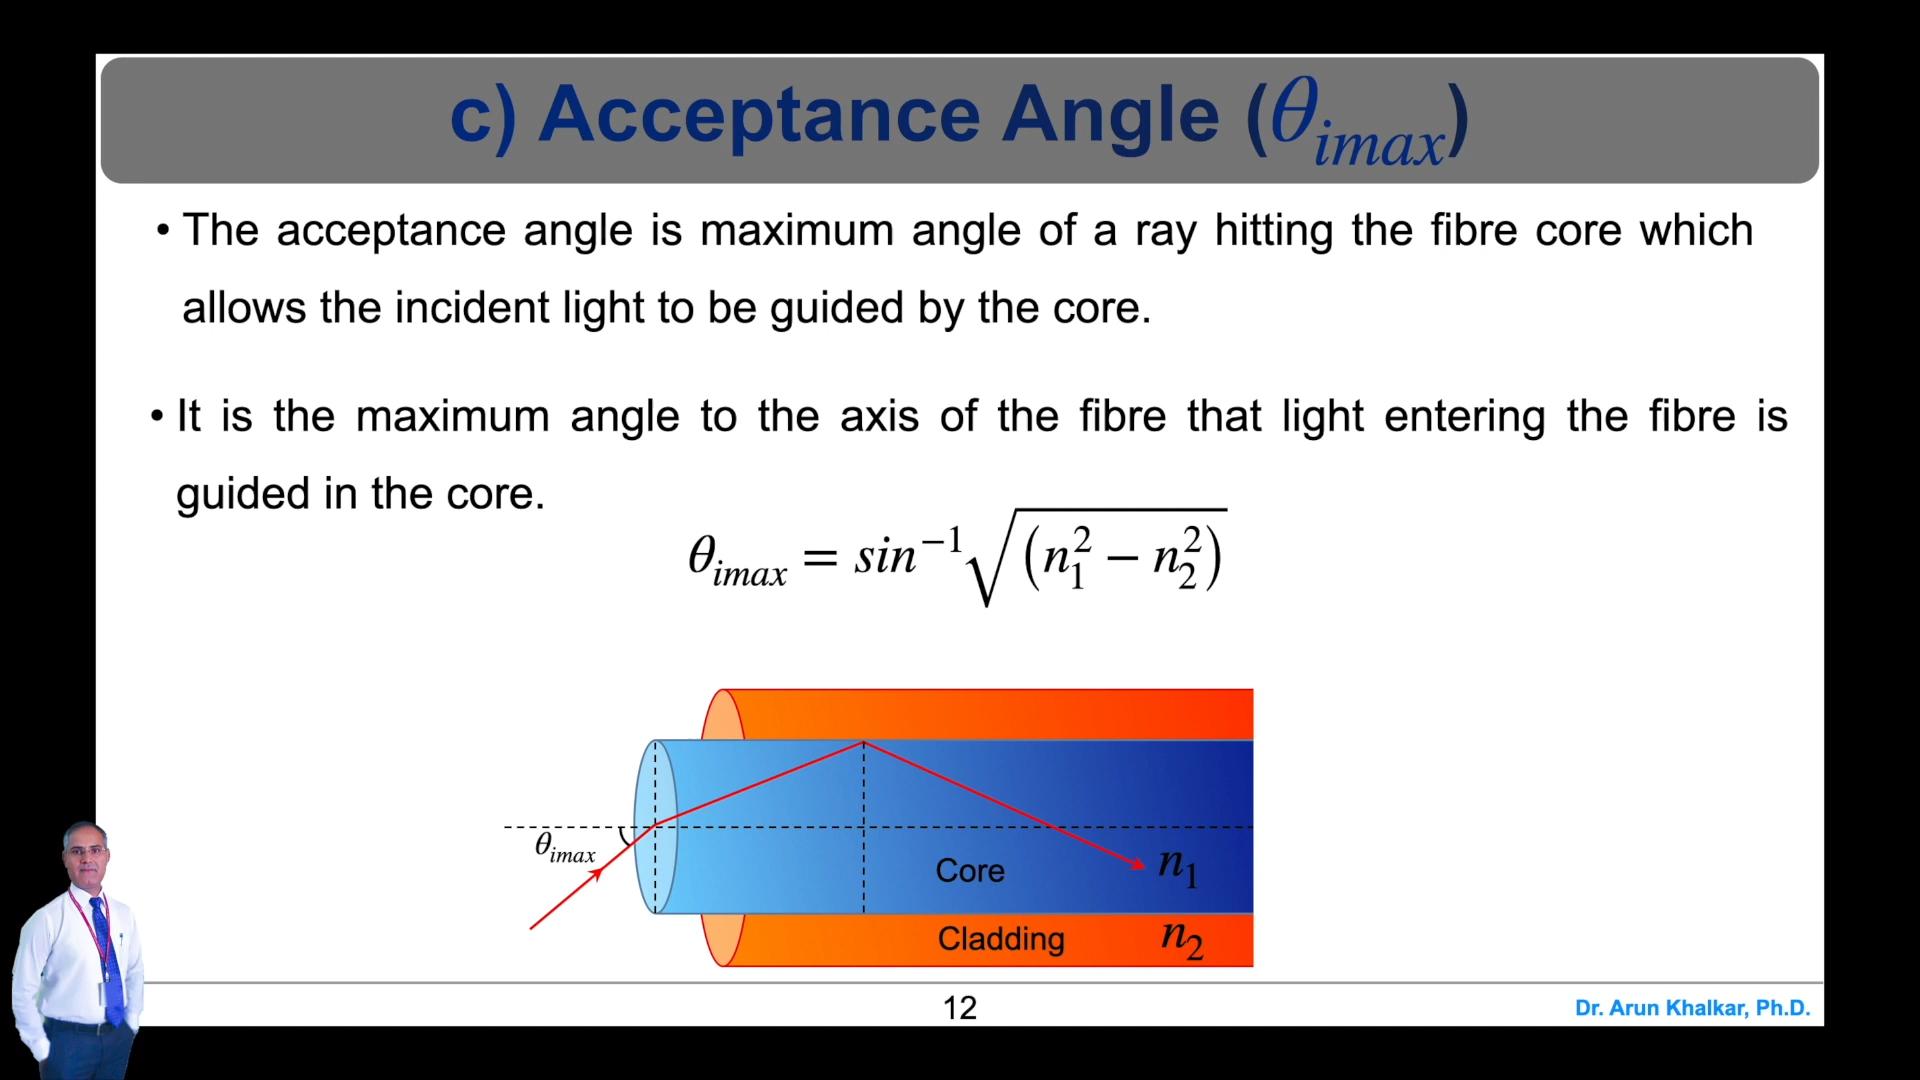 c) Acceptance Angle (θ_imax)
• The acceptance angle is maximum angle of a ray hitting the fibre core which
allows the incident light to be guided by the core.
• It is the maximum angle to the axis of the fibre that light entering the fibre is
guided in the core.
θ_imax = sin⁻¹√(n₁² − n₂²)
θ_imax
Core n₁
Cladding n₂
12
Dr. Arun Khalkar, Ph.D.